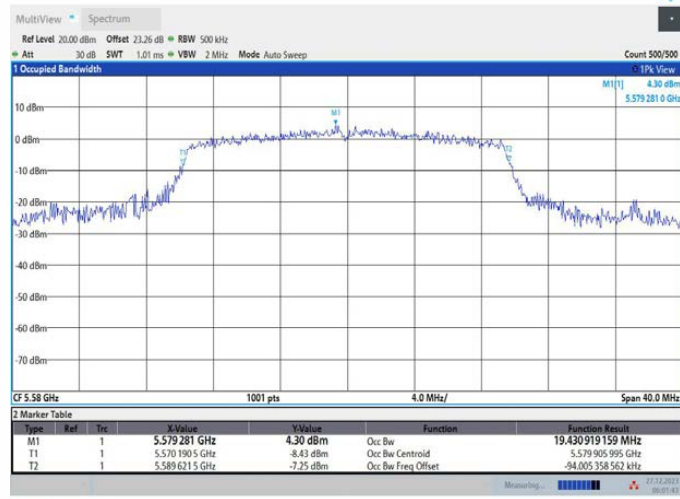 MultiView Spectrum
Ref Level 20.00 dBm Offset 23.26 dB RBW 500 kHz
Att 30 dB SWT 1.01 ms VBW 2 MHz Mode Auto Sweep Count 500/500
1 Occupied Bandwidth 1Pk View
M1[1] 4.30 dBm
5.579 281 0 GHz
M1
10 dBm
0 dBm
T1 T2
-10 dBm
-20 dBm
-30 dBm
-40 dBm
-50 dBm
-60 dBm
-70 dBm
CF 5.58 GHz 1001 pts 4.0 MHz/ Span 40.0 MHz
2 Marker Table
Type Ref Trc X-Value Y-Value Function Function Result
M1 1 5.579 281 GHz 4.30 dBm Occ Bw 19.430 919 159 MHz
T1 1 5.570 190 5 GHz -8.43 dBm Occ Bw Centroid 5.579 905 995 GHz
T2 1 5.589 621 5 GHz -7.25 dBm Occ Bw Freq Offset -94.005 358 562 kHz
Measuring... 27.12.2023